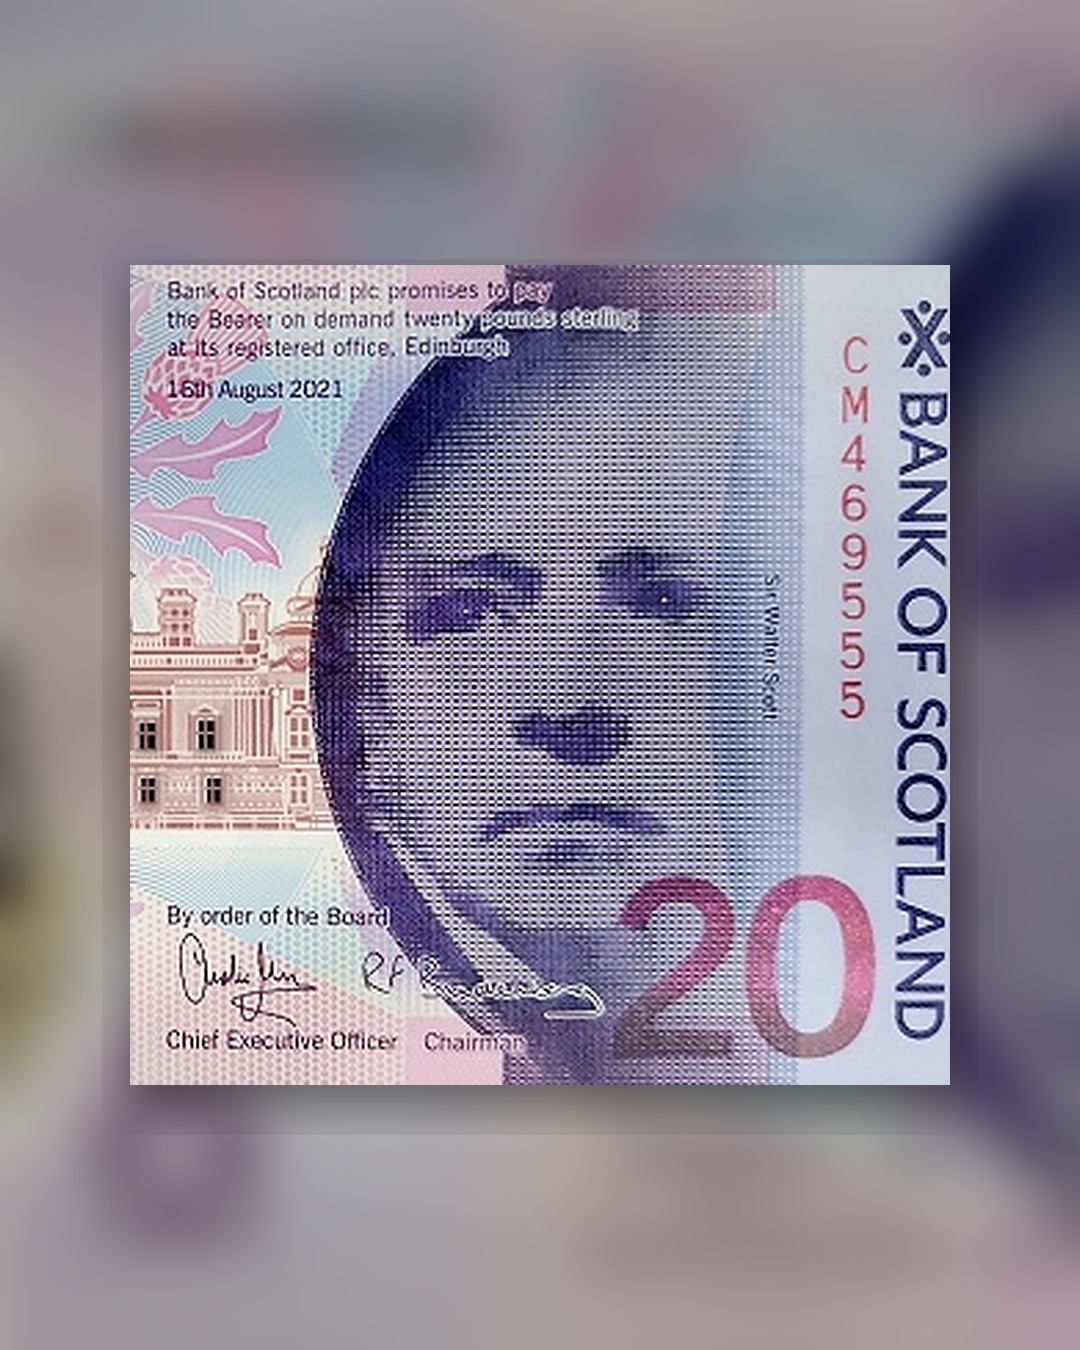 Bank of Scotland plc promises to pay
the Bearer on demand twenty pounds sterling
at its registered office, Edinburgh
16th August 2021
CM469555
BANK OF SCOTLAND
Sir Walter Scott
By order of the Board
Chief Executive Officer Chairman
20